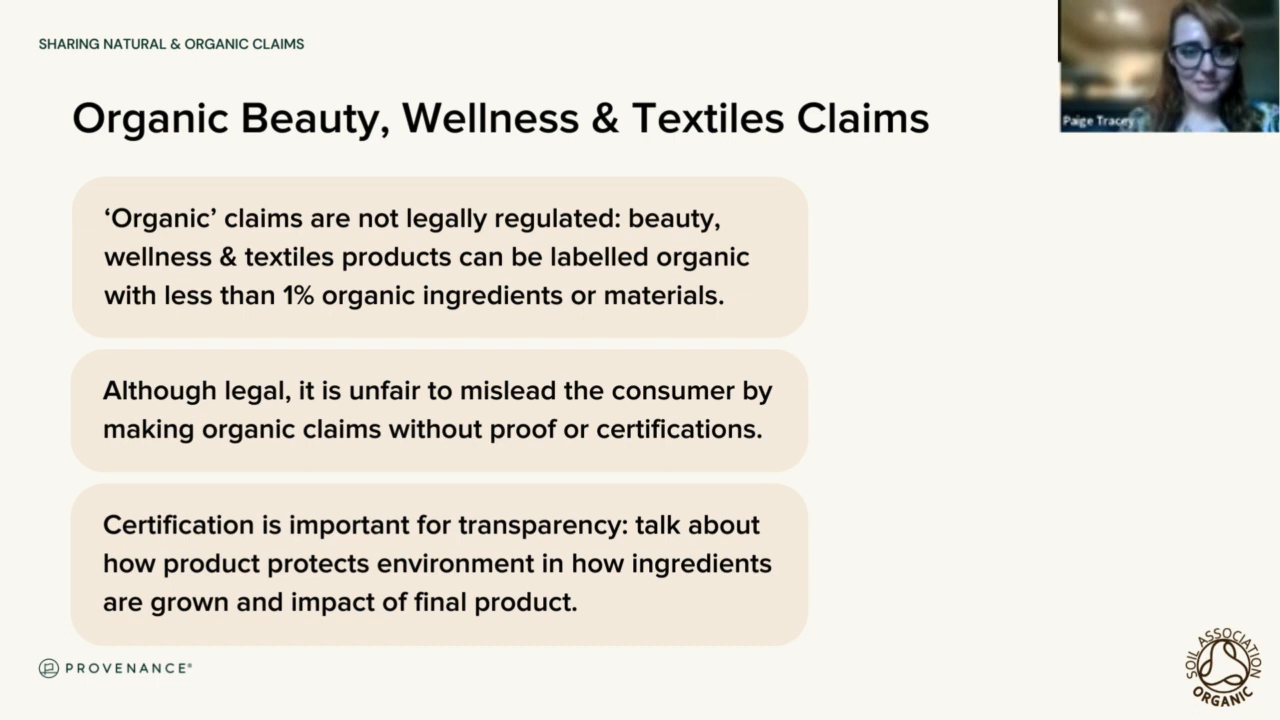 SHARING NATURAL & ORGANIC CLAIMS
Paige Tracey
Organic Beauty, Wellness & Textiles Claims
‘Organic’ claims are not legally regulated: beauty,
wellness & textiles products can be labelled organic
with less than 1% organic ingredients or materials.
Although legal, it is unfair to mislead the consumer by
making organic claims without proof or certifications.
Certification is important for transparency: talk about
how product protects environment in how ingredients
are grown and impact of final product.
PROVENANCE®
SOIL ASSOCIATION
ORGANIC